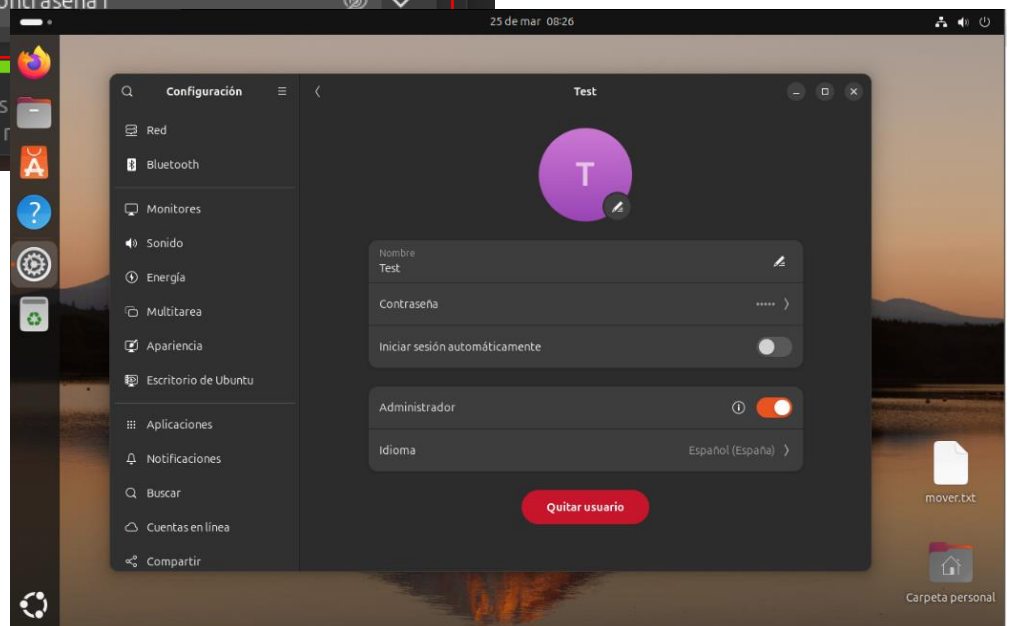 25 de mar 08:26
Configuración
Test
Red
Bluetooth
Monitores
Sonido
Energía
Multitarea
Apariencia
Escritorio de Ubuntu
Aplicaciones
Notificaciones
Buscar
Cuentas en línea
Compartir
T
Nombre
Test
Contraseña
•••••
Iniciar sesión automáticamente
Administrador
Idioma
Español (España)
Quitar usuario
mover.txt
Carpeta personal